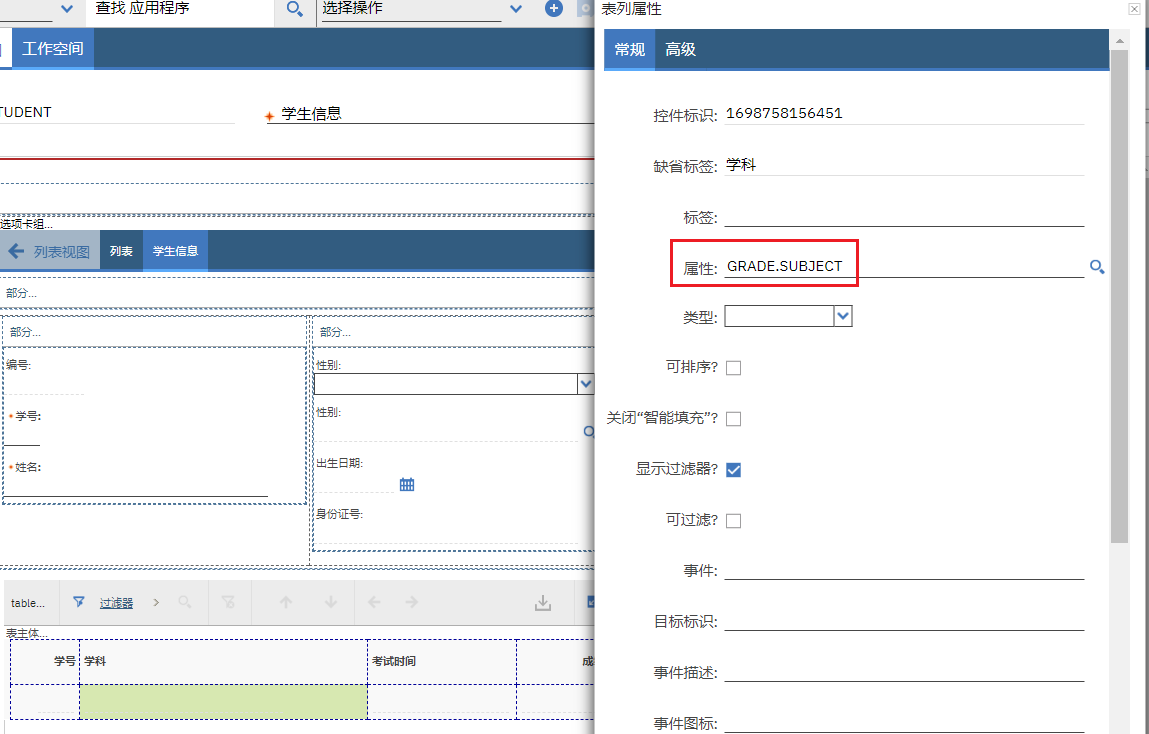 查找 应用程序
选择操作
工作空间
TUDENT
学生信息
选项卡组...
列表视图
列表
学生信息
部分...
部分...
部分...
编号:
学号:
姓名:
性别:
性别:
出生日期:
身份证号:
table...
过滤器
表主体...
学号
学科
考试时间
成
表列属性
常规
高级
控件标识: 1698758156451
缺省标签: 学科
标签:
属性: GRADE.SUBJECT
类型:
可排序?
关闭“智能填充”?
显示过滤器?
可过滤?
事件:
目标标识:
事件描述:
事件图标: